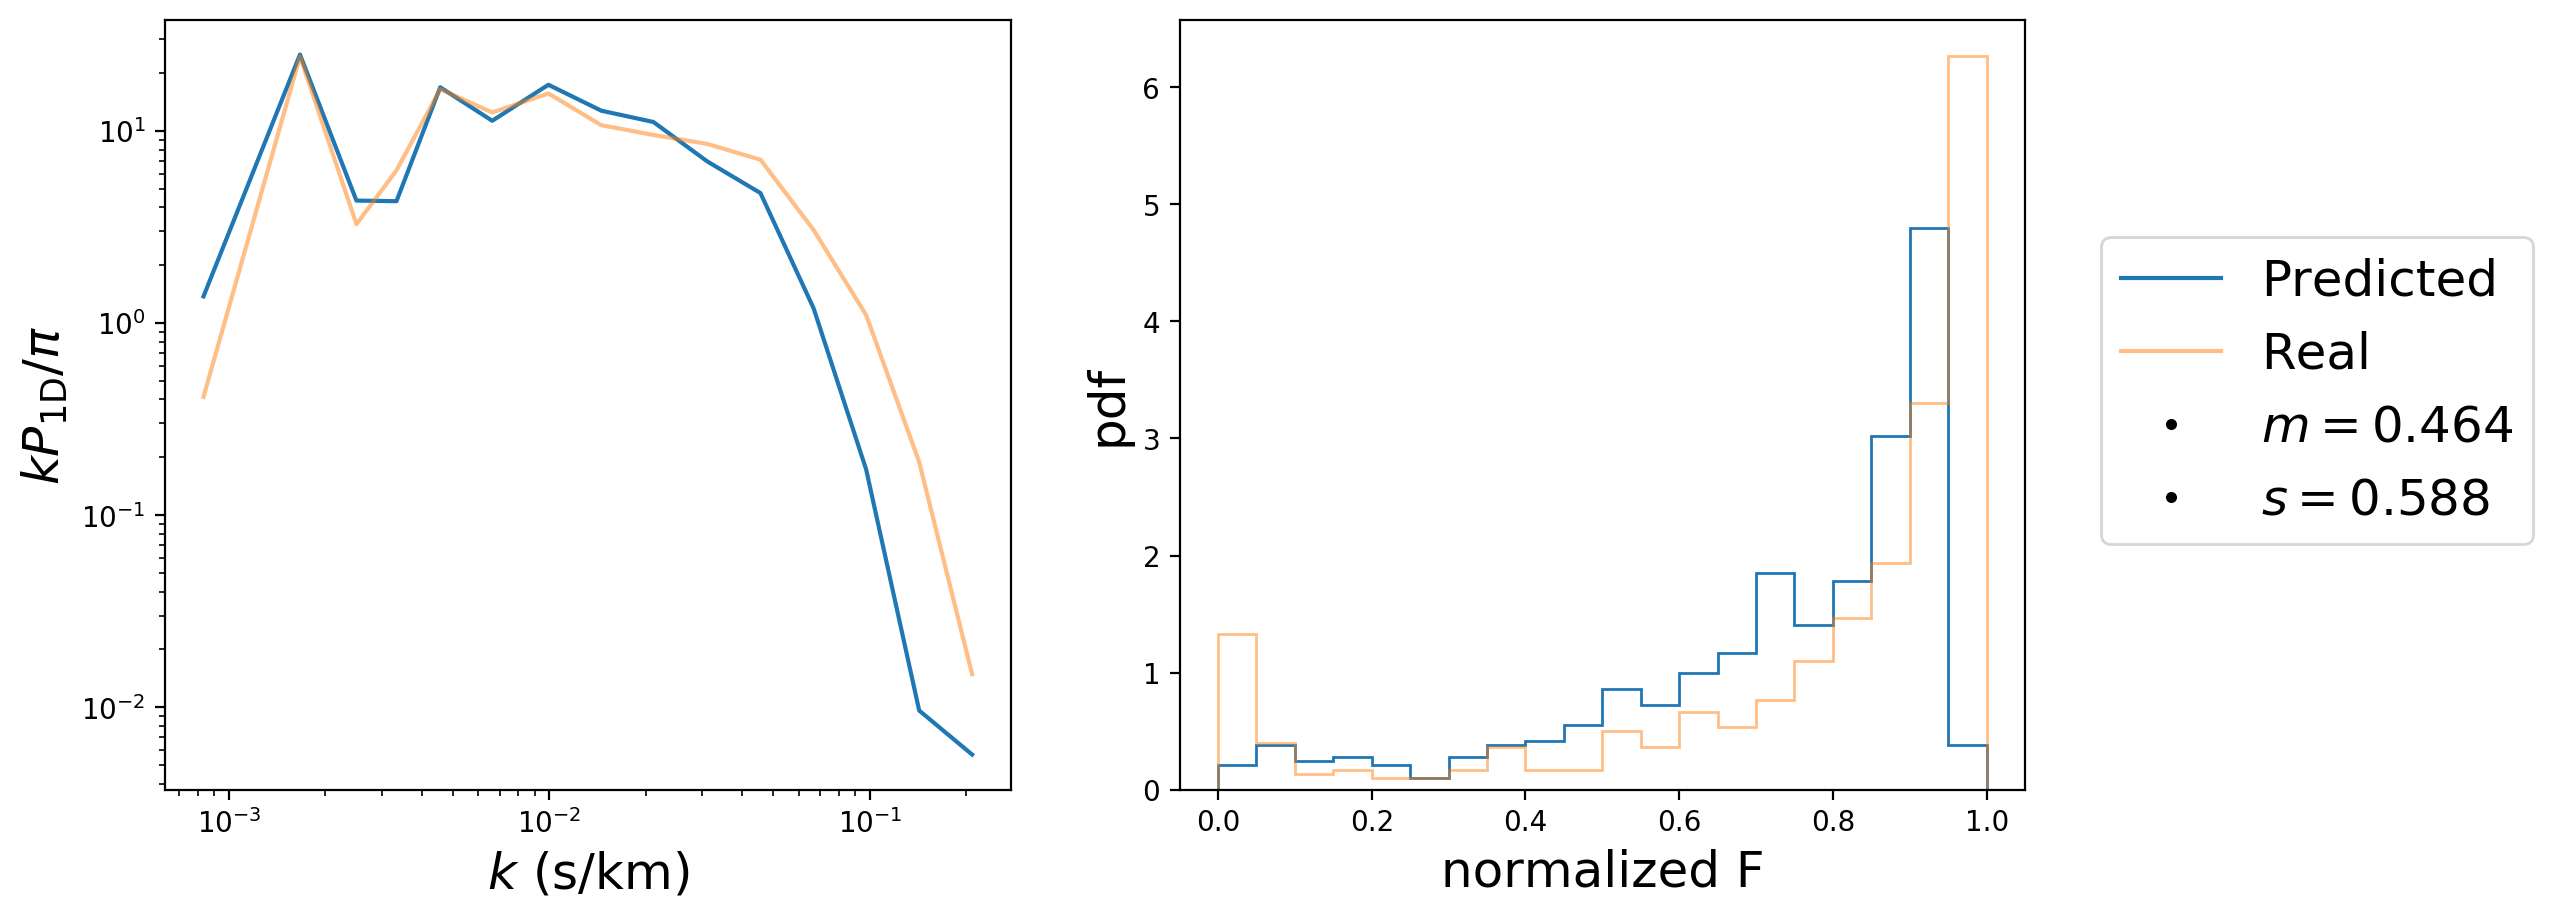 10¹
10⁰
10⁻¹
10⁻²
kP₁D/π
10⁻³
10⁻²
10⁻¹
k (s/km)
6
5
4
3
2
1
0
pdf
0.0
0.2
0.4
0.6
0.8
1.0
normalized F
Predicted
Real
m = 0.464
s = 0.588